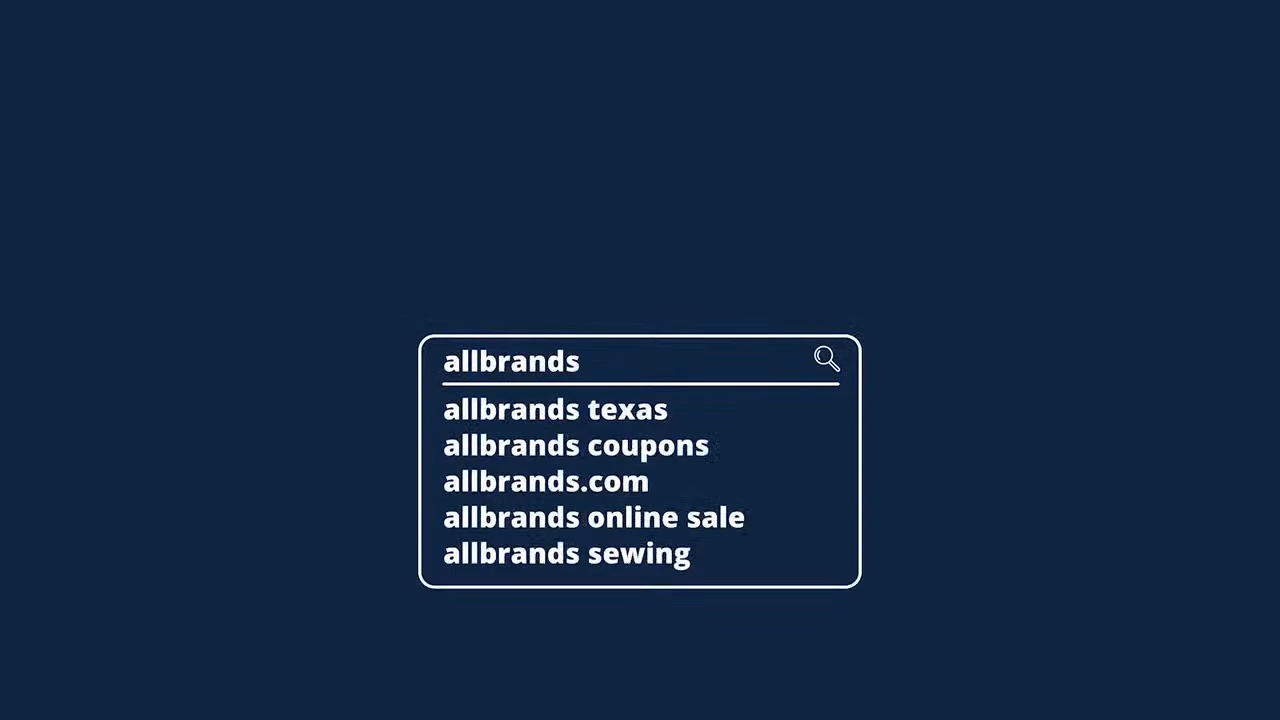 allbrands
allbrands texas
allbrands coupons
allbrands.com
allbrands online sale
allbrands sewing